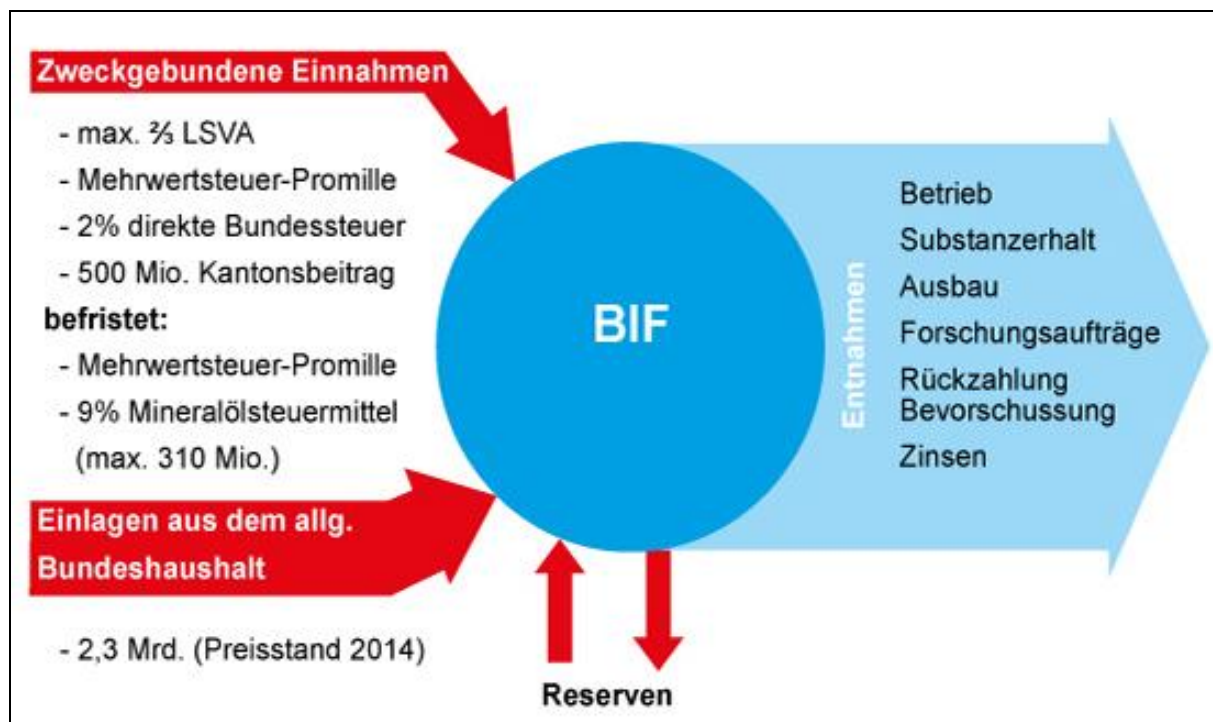 Zweckgebundene Einnahmen
- max. ⅔ LSVA
- Mehrwertsteuer-Promille
- 2% direkte Bundessteuer
- 500 Mio. Kantonsbeitrag
befristet:
- Mehrwertsteuer-Promille
- 9% Mineralölsteuermittel
(max. 310 Mio.)
Einlagen aus dem allg.
Bundeshaushalt
- 2,3 Mrd. (Preisstand 2014)
BIF
Reserven
Entnahmen
Betrieb
Substanzerhalt
Ausbau
Forschungsaufträge
Rückzahlung
Bevorschussung
Zinsen